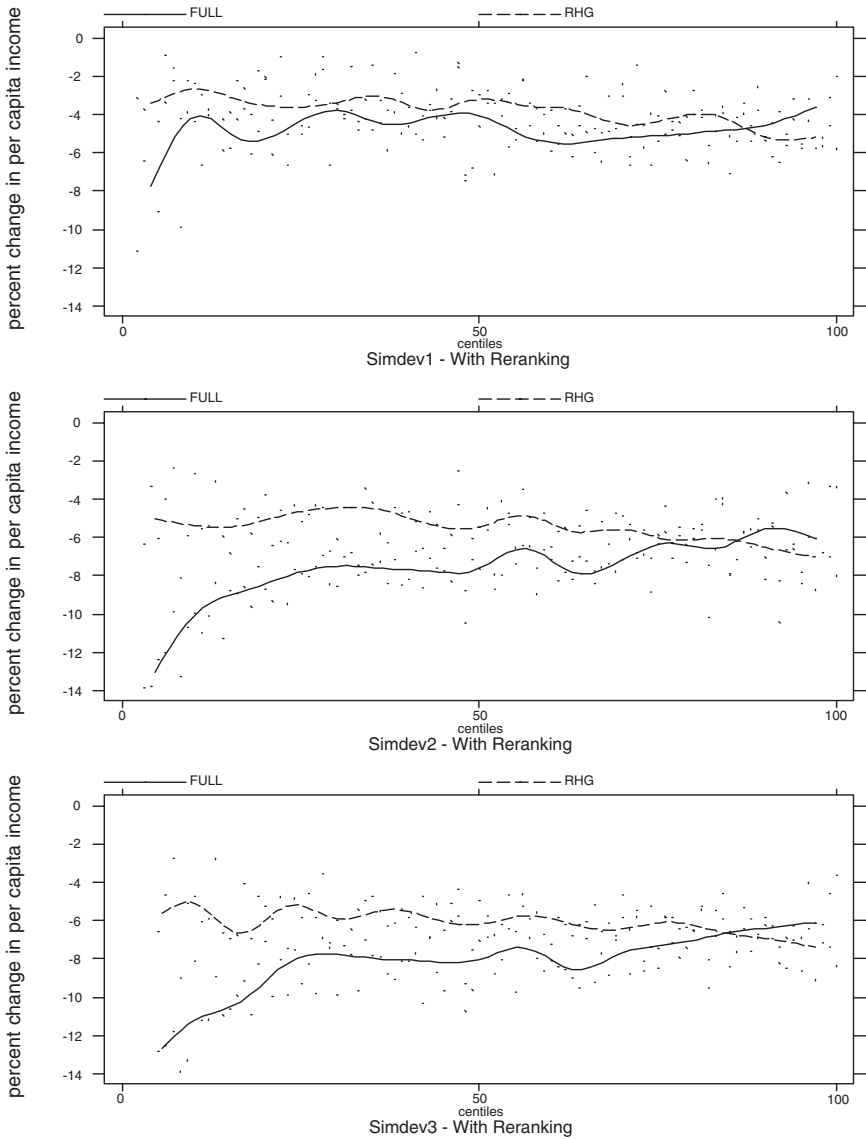 FULL RHG
percent change in per capita income
0
-2
-4
-6
-8
-10
-12
-14
0 50 100
centiles
Simdev1 - With Reranking
FULL RHG
percent change in per capita income
0
-2
-4
-6
-8
-10
-12
-14
0 50 100
centiles
Simdev2 - With Reranking
FULL RHG
percent change in per capita income
0
-2
-4
-6
-8
-10
-12
-14
0 50 100
centiles
Simdev3 - With Reranking